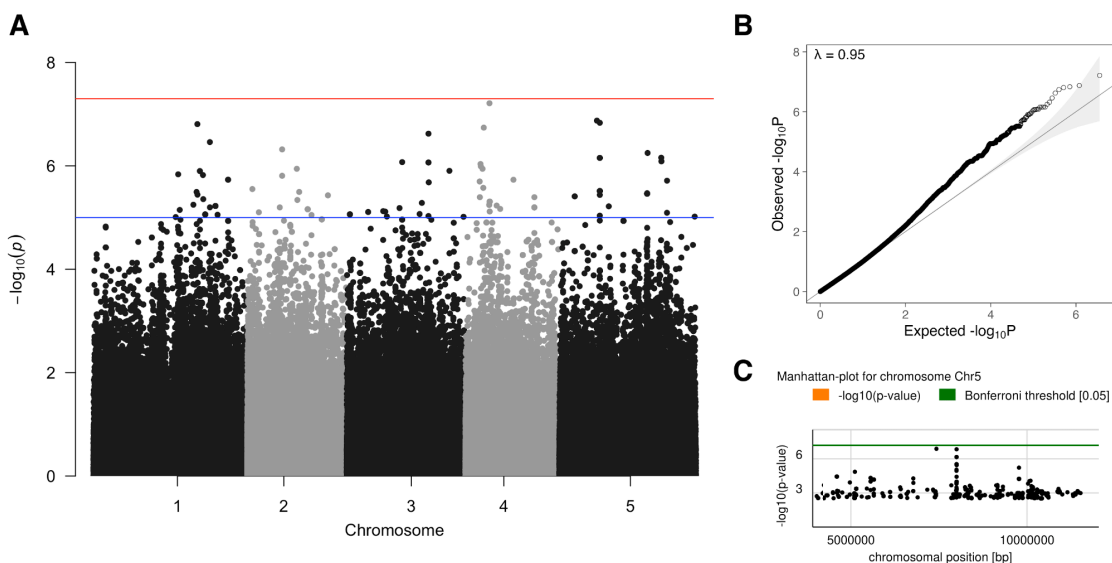 A
8
6
4
2
0
−log10(p)
1 2 3 4 5
Chromosome
B
λ = 0.95
8
6
4
2
0
Observed -log10P
0 2 4 6
Expected -log10P
C
Manhattan-plot for chromosome Chr5
-log10(p-value) Bonferroni threshold [0.05]
6
3
-log10(p-value)
5000000 10000000
chromosomal position [bp]